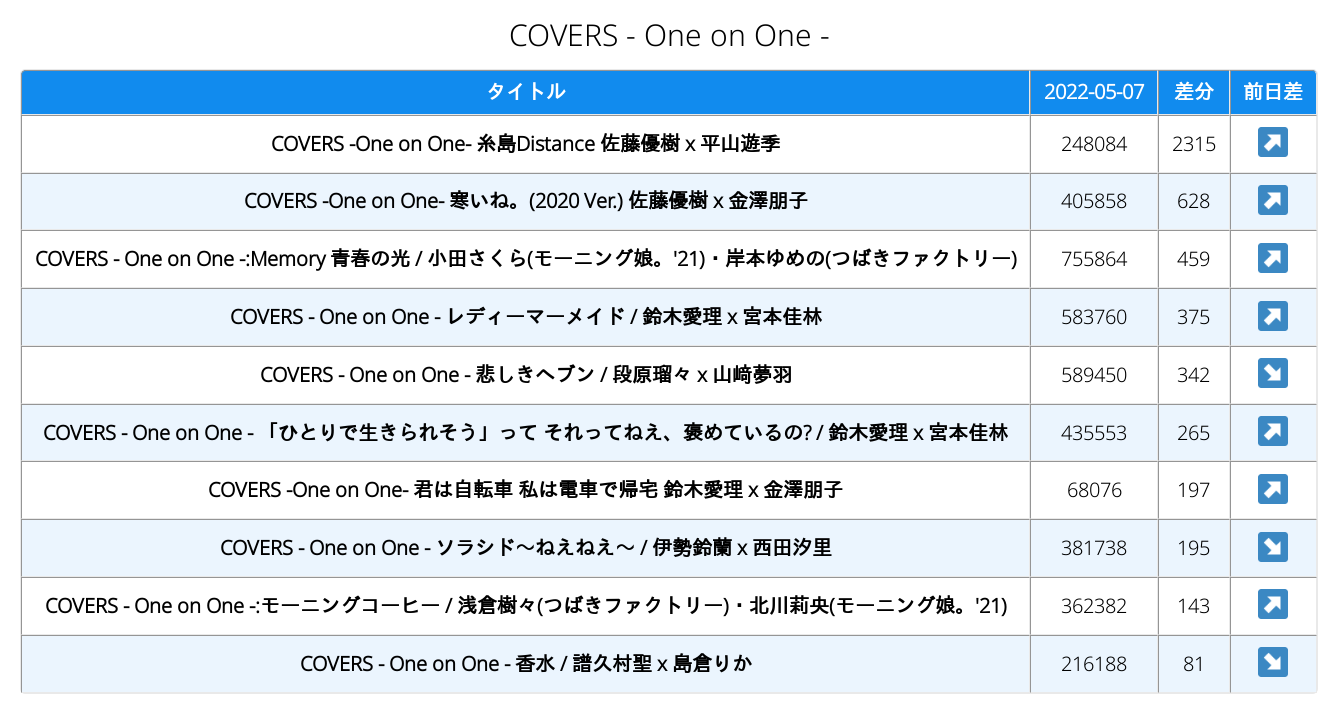 COVERS - One on One -
タイトル 2022-05-07 差分 前日差
COVERS -One on One- 糸島Distance 佐藤優樹 x 平山遊季 248084 2315
COVERS -One on One- 寒いね。(2020 Ver.) 佐藤優樹 x 金澤朋子 405858 628
COVERS - One on One -:Memory 青春の光 / 小田さくら(モーニング娘。'21)・岸本ゆめの(つばきファクトリー) 755864 459
COVERS - One on One - レディーマーメイド / 鈴木愛理 x 宮本佳林 583760 375
COVERS - One on One - 悲しきヘブン / 段原瑠々 x 山﨑夢羽 589450 342
COVERS - One on One - 「ひとりで生きられそう」って それってねえ、褒めているの? / 鈴木愛理 x 宮本佳林 435553 265
COVERS -One on One- 君は自転車 私は電車で帰宅 鈴木愛理 x 金澤朋子 68076 197
COVERS - One on One - ソラシド～ねえねえ～ / 伊勢鈴蘭 x 西田汐里 381738 195
COVERS - One on One -:モーニングコーヒー / 浅倉樹々(つばきファクトリー)・北川莉央(モーニング娘。'21) 362382 143
COVERS - One on One - 香水 / 譜久村聖 x 島倉りか 216188 81